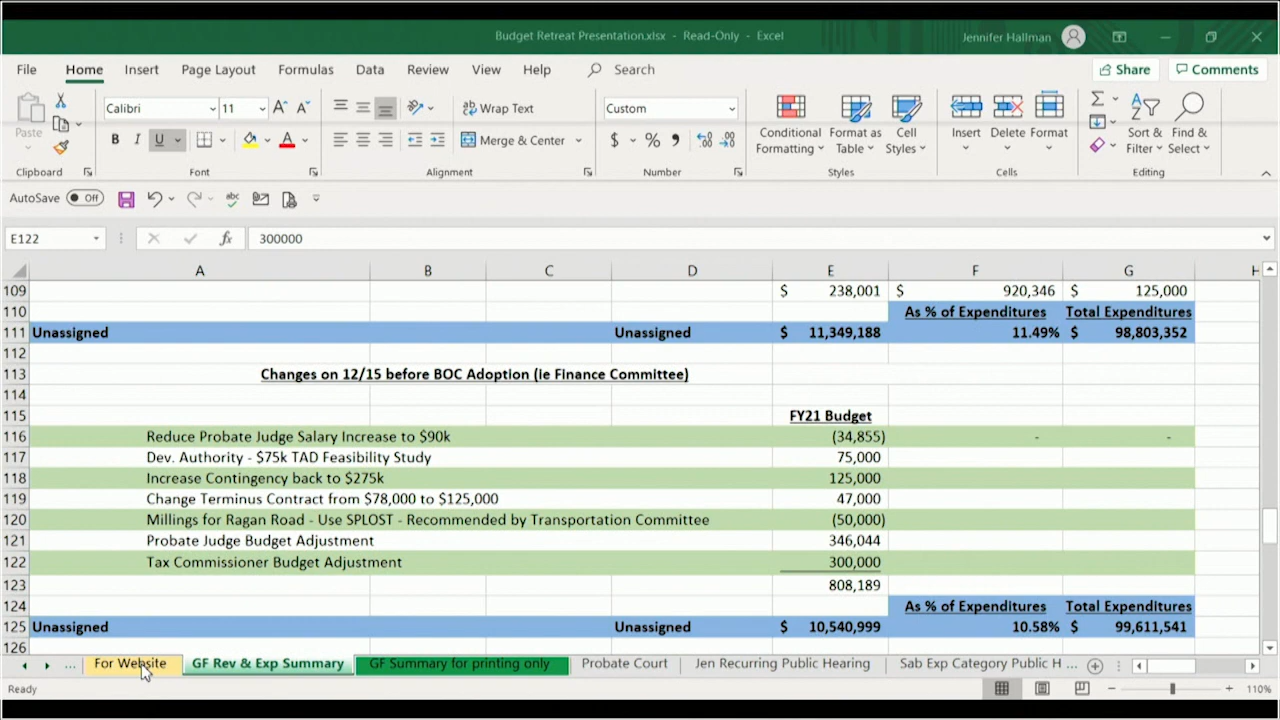 Budget Retreat Presentation.xlsx - Read-Only - Excel
Jennifer Hallman
File Home Insert Page Layout Formulas Data Review View Help Search Share Comments
Paste
Calibri 11
B I U
Wrap Text
Merge & Center
Custom
$ % 9
Conditional Formatting
Format as Table
Cell Styles
Insert
Delete
Format
Sort & Filter
Find & Select
Clipboard Font Alignment Number Styles Cells Editing
AutoSave Off
E122 fx 300000
A B C D E F G H
109 $ 238,001 $ 920,346 $ 125,000
110 As % of Expenditures Total Expenditures
111 Unassigned Unassigned $ 11,349,188 11.49% $ 98,803,352
112
113 Changes on 12/15 before BOC Adoption (ie Finance Committee)
114
115 FY21 Budget
116 Reduce Probate Judge Salary Increase to $90k (34,855) - -
117 Dev. Authority - $75k TAD Feasibility Study 75,000
118 Increase Contingency back to $275k 125,000
119 Change Terminus Contract from $78,000 to $125,000 47,000
120 Millings for Ragan Road - Use SPLOST - Recommended by Transportation Committee (50,000)
121 Probate Judge Budget Adjustment 346,044
122 Tax Commissioner Budget Adjustment 300,000
123 808,189
124 As % of Expenditures Total Expenditures
125 Unassigned Unassigned $ 10,540,999 10.58% $ 99,611,541
126
... For Website GF Rev & Exp Summary GF Summary for printing only Probate Court Jen Recurring Public Hearing Sab Exp Category Public H ...
Ready 110%